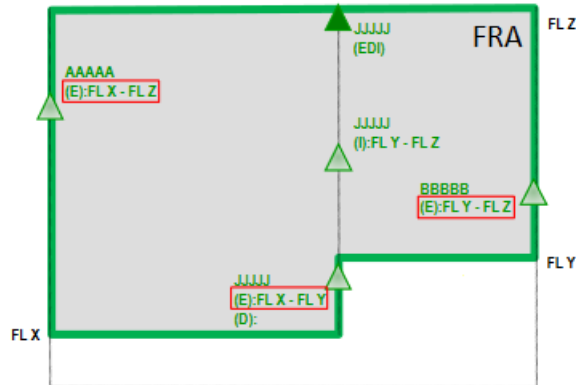 FL Z
JJJJJ
(EDI)
FRA
AAAAA
(E):FL X - FL Z
JJJJJ
(I):FL Y - FL Z
BBBBB
(E):FL Y - FL Z
FL Y
JJJJJ
(E):FL X - FL Y
(D):
FL X